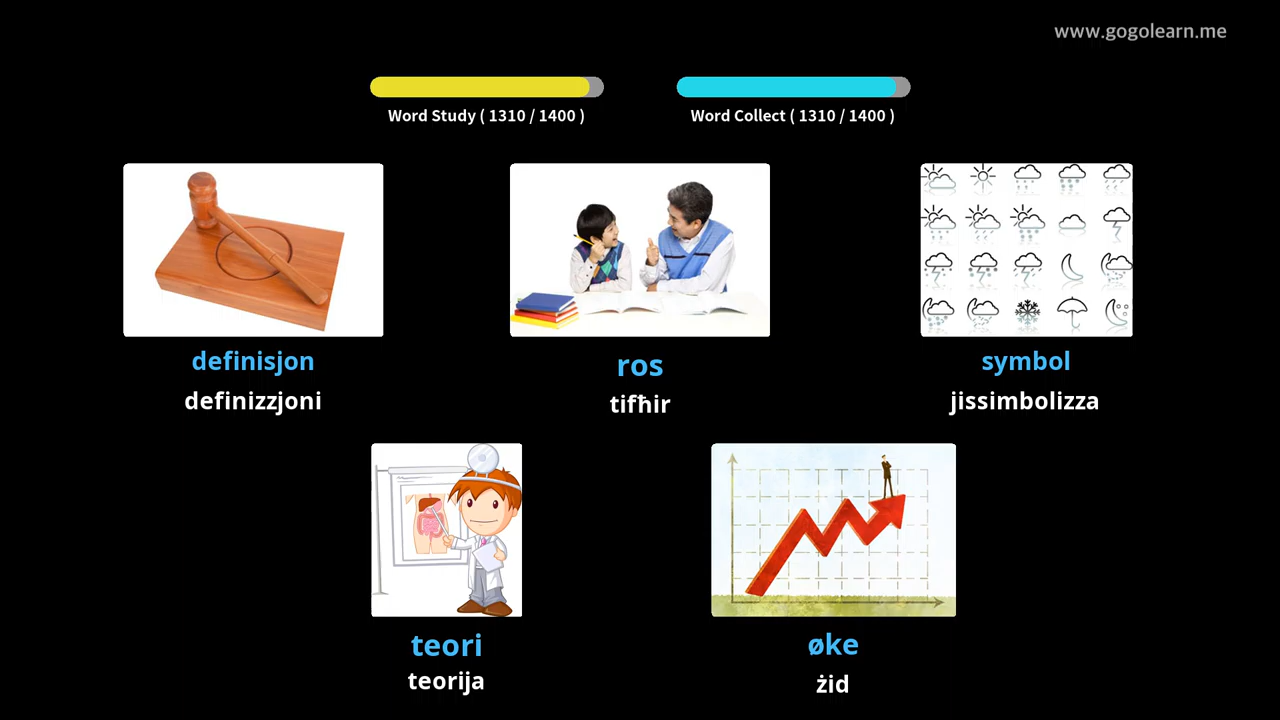 www.gogolearn.me
Word Study ( 1310 / 1400 )
Word Collect ( 1310 / 1400 )
definisjon
definizzjoni
ros
tifħir
symbol
jissimbolizza
teori
teorija
øke
żid